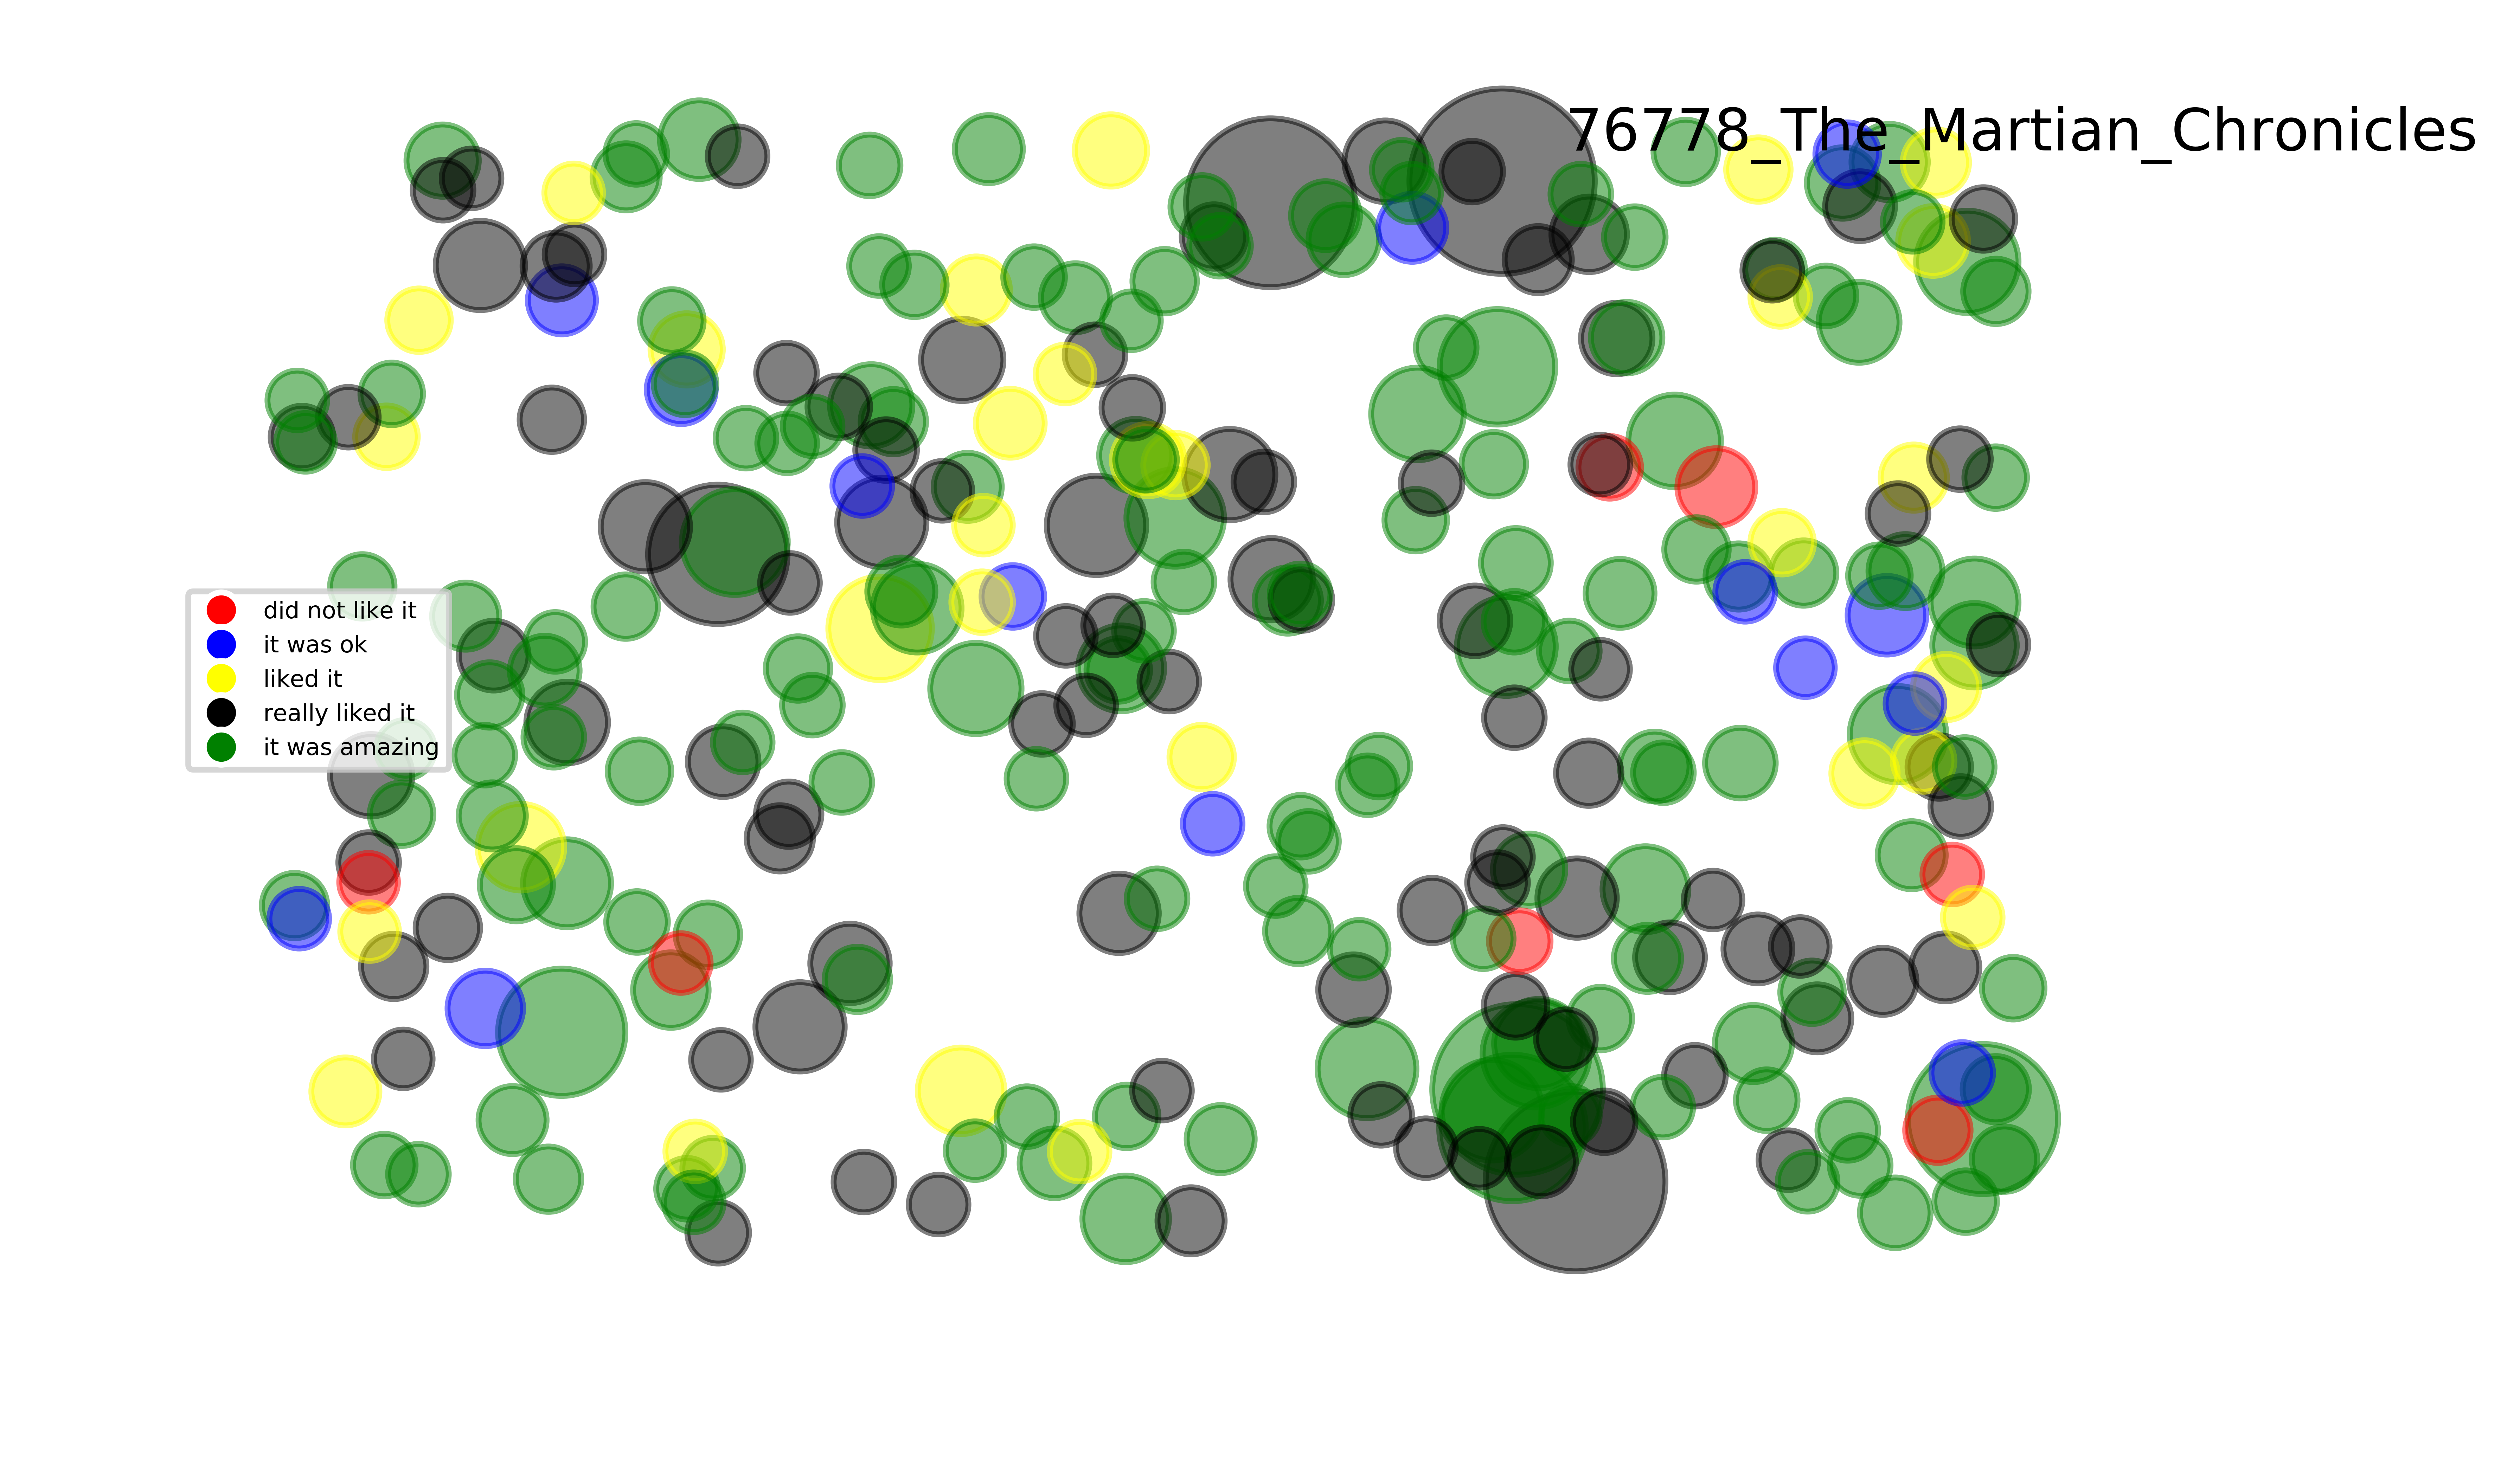 76778_The_Martian_Chronicles
did not like it
it was ok
liked it
really liked it
it was amazing